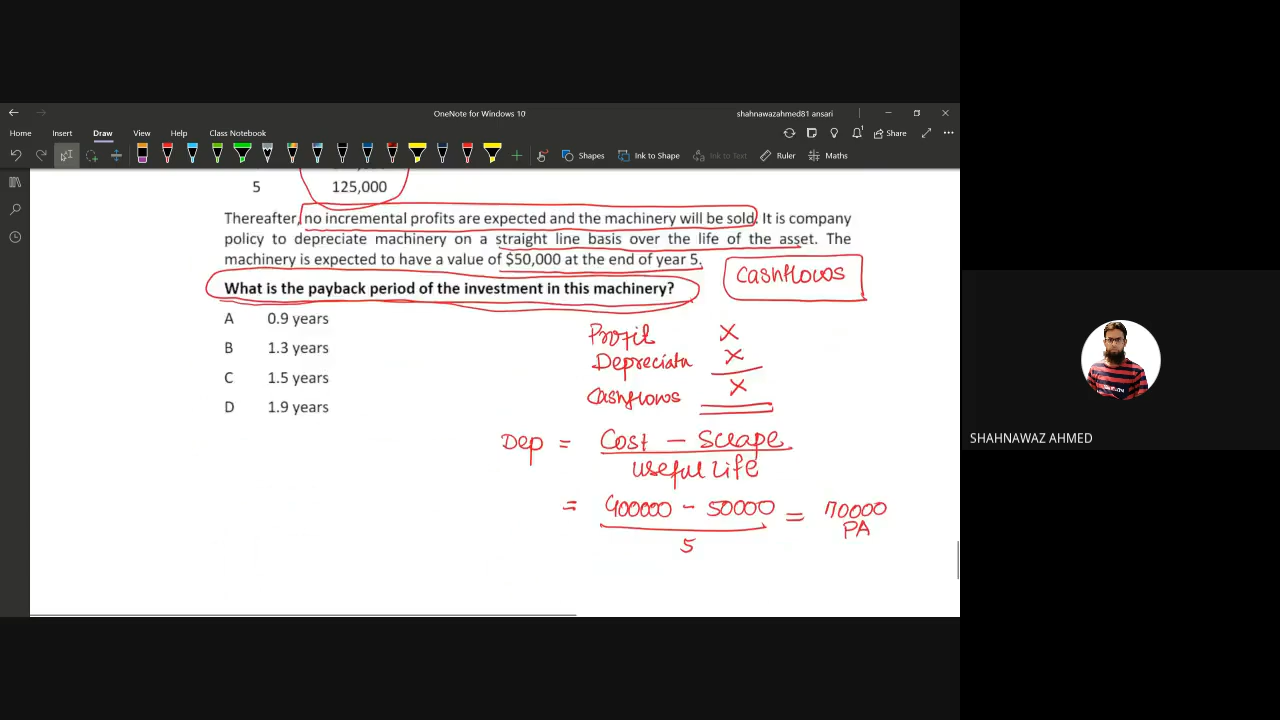 OneNote for Windows 10
shahnawazahmed81 ansari
Home Insert Draw View Help Class Notebook
Share
Shapes Ink to Shape Ink to Text Ruler Maths
5 125,000
Thereafter, no incremental profits are expected and the machinery will be sold. It is company
policy to depreciate machinery on a straight line basis over the life of the asset. The
machinery is expected to have a value of $50,000 at the end of year 5.
Cashflows
What is the payback period of the investment in this machinery?
A 0.9 years
B 1.3 years
C 1.5 years
D 1.9 years
Profit X
Depreciatn X
Cashflows X
Dep = Cost - Scrape
useful life
= 400000 - 50000 = 70000
5 PA
SHAHNAWAZ AHMED